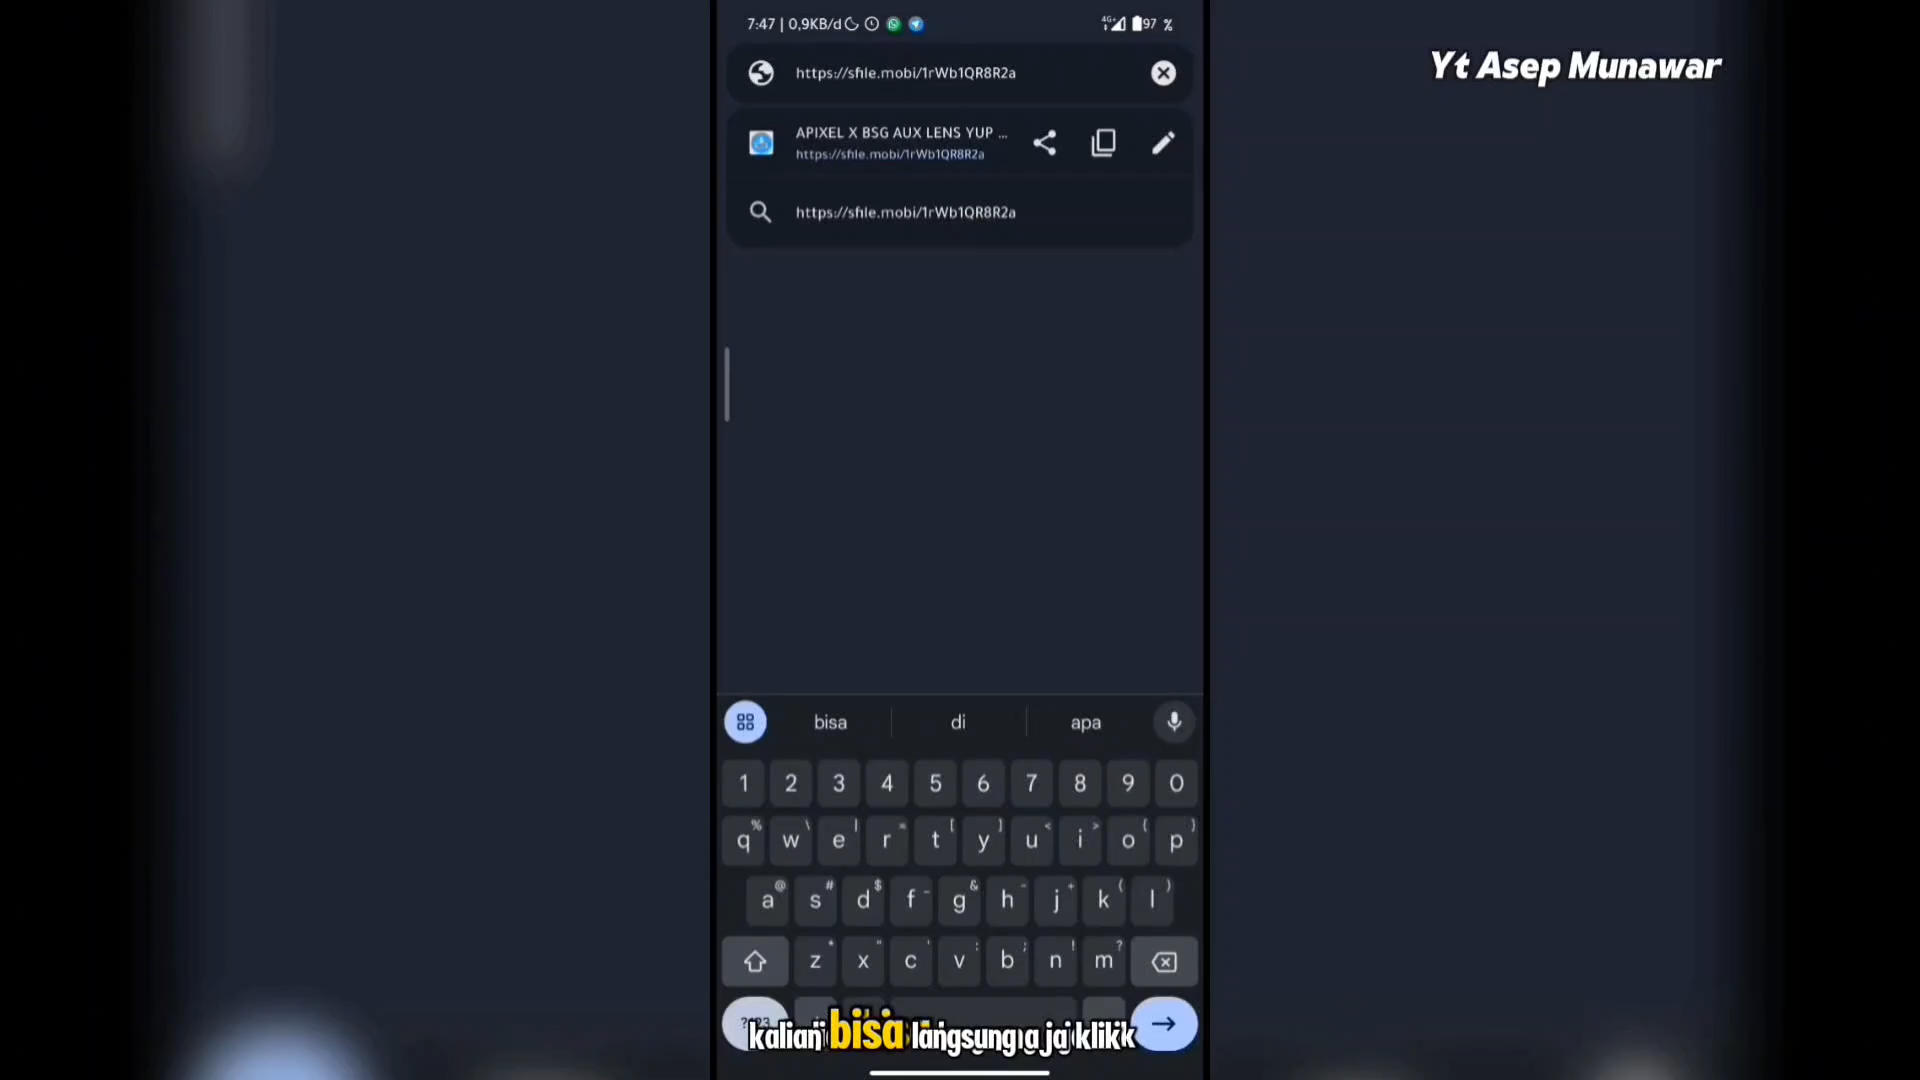 7:47 | 0,9KB/d
4G+
97 %
Yt Asep Munawar
https://sfile.mobi/1rWb1QR8R2a
APIXEL X BSG AUX LENS YUP ...
https://sfile.mobi/1rWb1QR8R2a
https://sfile.mobi/1rWb1QR8R2a
bisa di apa
1 2 3 4 5 6 7 8 9 0
q w e r t y u i o p
a s d f g h j k l
z x c v b n m
kalian bisa langsung aja klik